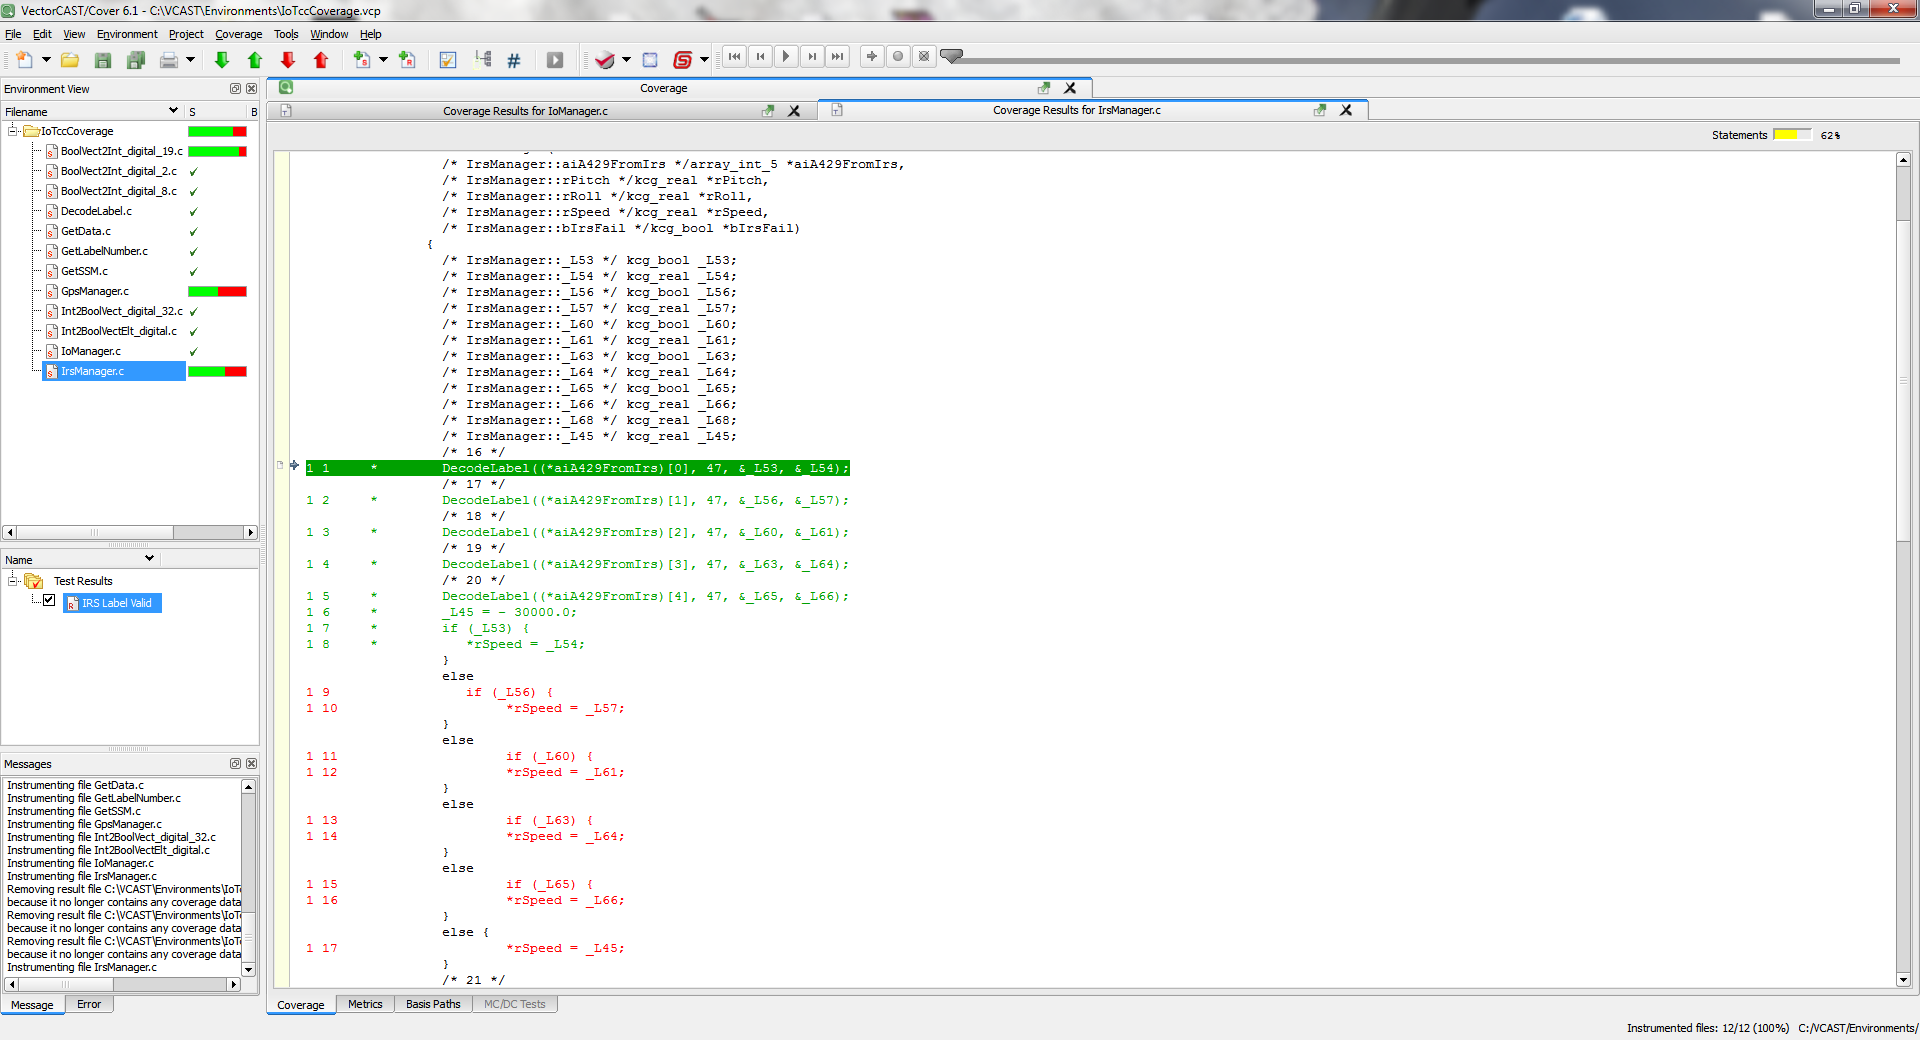 VectorCAST/Cover 6.1 - C:\VCAST\Environments\IoTccCoverage.vcp
File Edit View Environment Project Coverage Tools Window Help
Environment View
Filename S B
IoTccCoverage
BoolVect2Int_digital_19.c
BoolVect2Int_digital_2.c
BoolVect2Int_digital_8.c
DecodeLabel.c
GetData.c
GetLabelNumber.c
GetSSM.c
GpsManager.c
Int2BoolVect_digital_32.c
Int2BoolVectElt_digital.c
IoManager.c
IrsManager.c
Name
Test Results
IRS Label Valid
Messages
Instrumenting file GetData.c
Instrumenting file GetLabelNumber.c
Instrumenting file GetSSM.c
Instrumenting file GpsManager.c
Instrumenting file Int2BoolVect_digital_32.c
Instrumenting file Int2BoolVectElt_digital.c
Instrumenting file IoManager.c
Instrumenting file IrsManager.c
Removing result file C:\VCAST\Environments\IoT
because it no longer contains any coverage data
Removing result file C:\VCAST\Environments\IoT
because it no longer contains any coverage data
Removing result file C:\VCAST\Environments\IoT
because it no longer contains any coverage data
Instrumenting file IrsManager.c
Message Error
Coverage
Coverage Results for IoManager.c
Coverage Results for IrsManager.c
Statements 62%
/* IrsManager::aiA429FromIrs */array_int_5 *aiA429FromIrs,
/* IrsManager::rPitch */kcg_real *rPitch,
/* IrsManager::rRoll */kcg_real *rRoll,
/* IrsManager::rSpeed */kcg_real *rSpeed,
/* IrsManager::bIrsFail */kcg_bool *bIrsFail)
{
/* IrsManager::_L53 */ kcg_bool _L53;
/* IrsManager::_L54 */ kcg_real _L54;
/* IrsManager::_L56 */ kcg_bool _L56;
/* IrsManager::_L57 */ kcg_real _L57;
/* IrsManager::_L60 */ kcg_bool _L60;
/* IrsManager::_L61 */ kcg_real _L61;
/* IrsManager::_L63 */ kcg_bool _L63;
/* IrsManager::_L64 */ kcg_real _L64;
/* IrsManager::_L65 */ kcg_bool _L65;
/* IrsManager::_L66 */ kcg_real _L66;
/* IrsManager::_L68 */ kcg_real _L68;
/* IrsManager::_L45 */ kcg_real _L45;
/* 16 */
1 1 * DecodeLabel((*aiA429FromIrs)[0], 47, &_L53, &_L54);
/* 17 */
1 2 * DecodeLabel((*aiA429FromIrs)[1], 47, &_L56, &_L57);
/* 18 */
1 3 * DecodeLabel((*aiA429FromIrs)[2], 47, &_L60, &_L61);
/* 19 */
1 4 * DecodeLabel((*aiA429FromIrs)[3], 47, &_L63, &_L64);
/* 20 */
1 5 * DecodeLabel((*aiA429FromIrs)[4], 47, &_L65, &_L66);
1 6 * _L45 = - 30000.0;
1 7 * if (_L53) {
1 8 * *rSpeed = _L54;
}
else
1 9 if (_L56) {
1 10 *rSpeed = _L57;
}
else
1 11 if (_L60) {
1 12 *rSpeed = _L61;
}
else
1 13 if (_L63) {
1 14 *rSpeed = _L64;
}
else
1 15 if (_L65) {
1 16 *rSpeed = _L66;
}
else {
1 17 *rSpeed = _L45;
}
/* 21 */
Coverage Metrics Basis Paths MC/DC Tests
Instrumented files: 12/12 (100%) C:/VCAST/Environments/